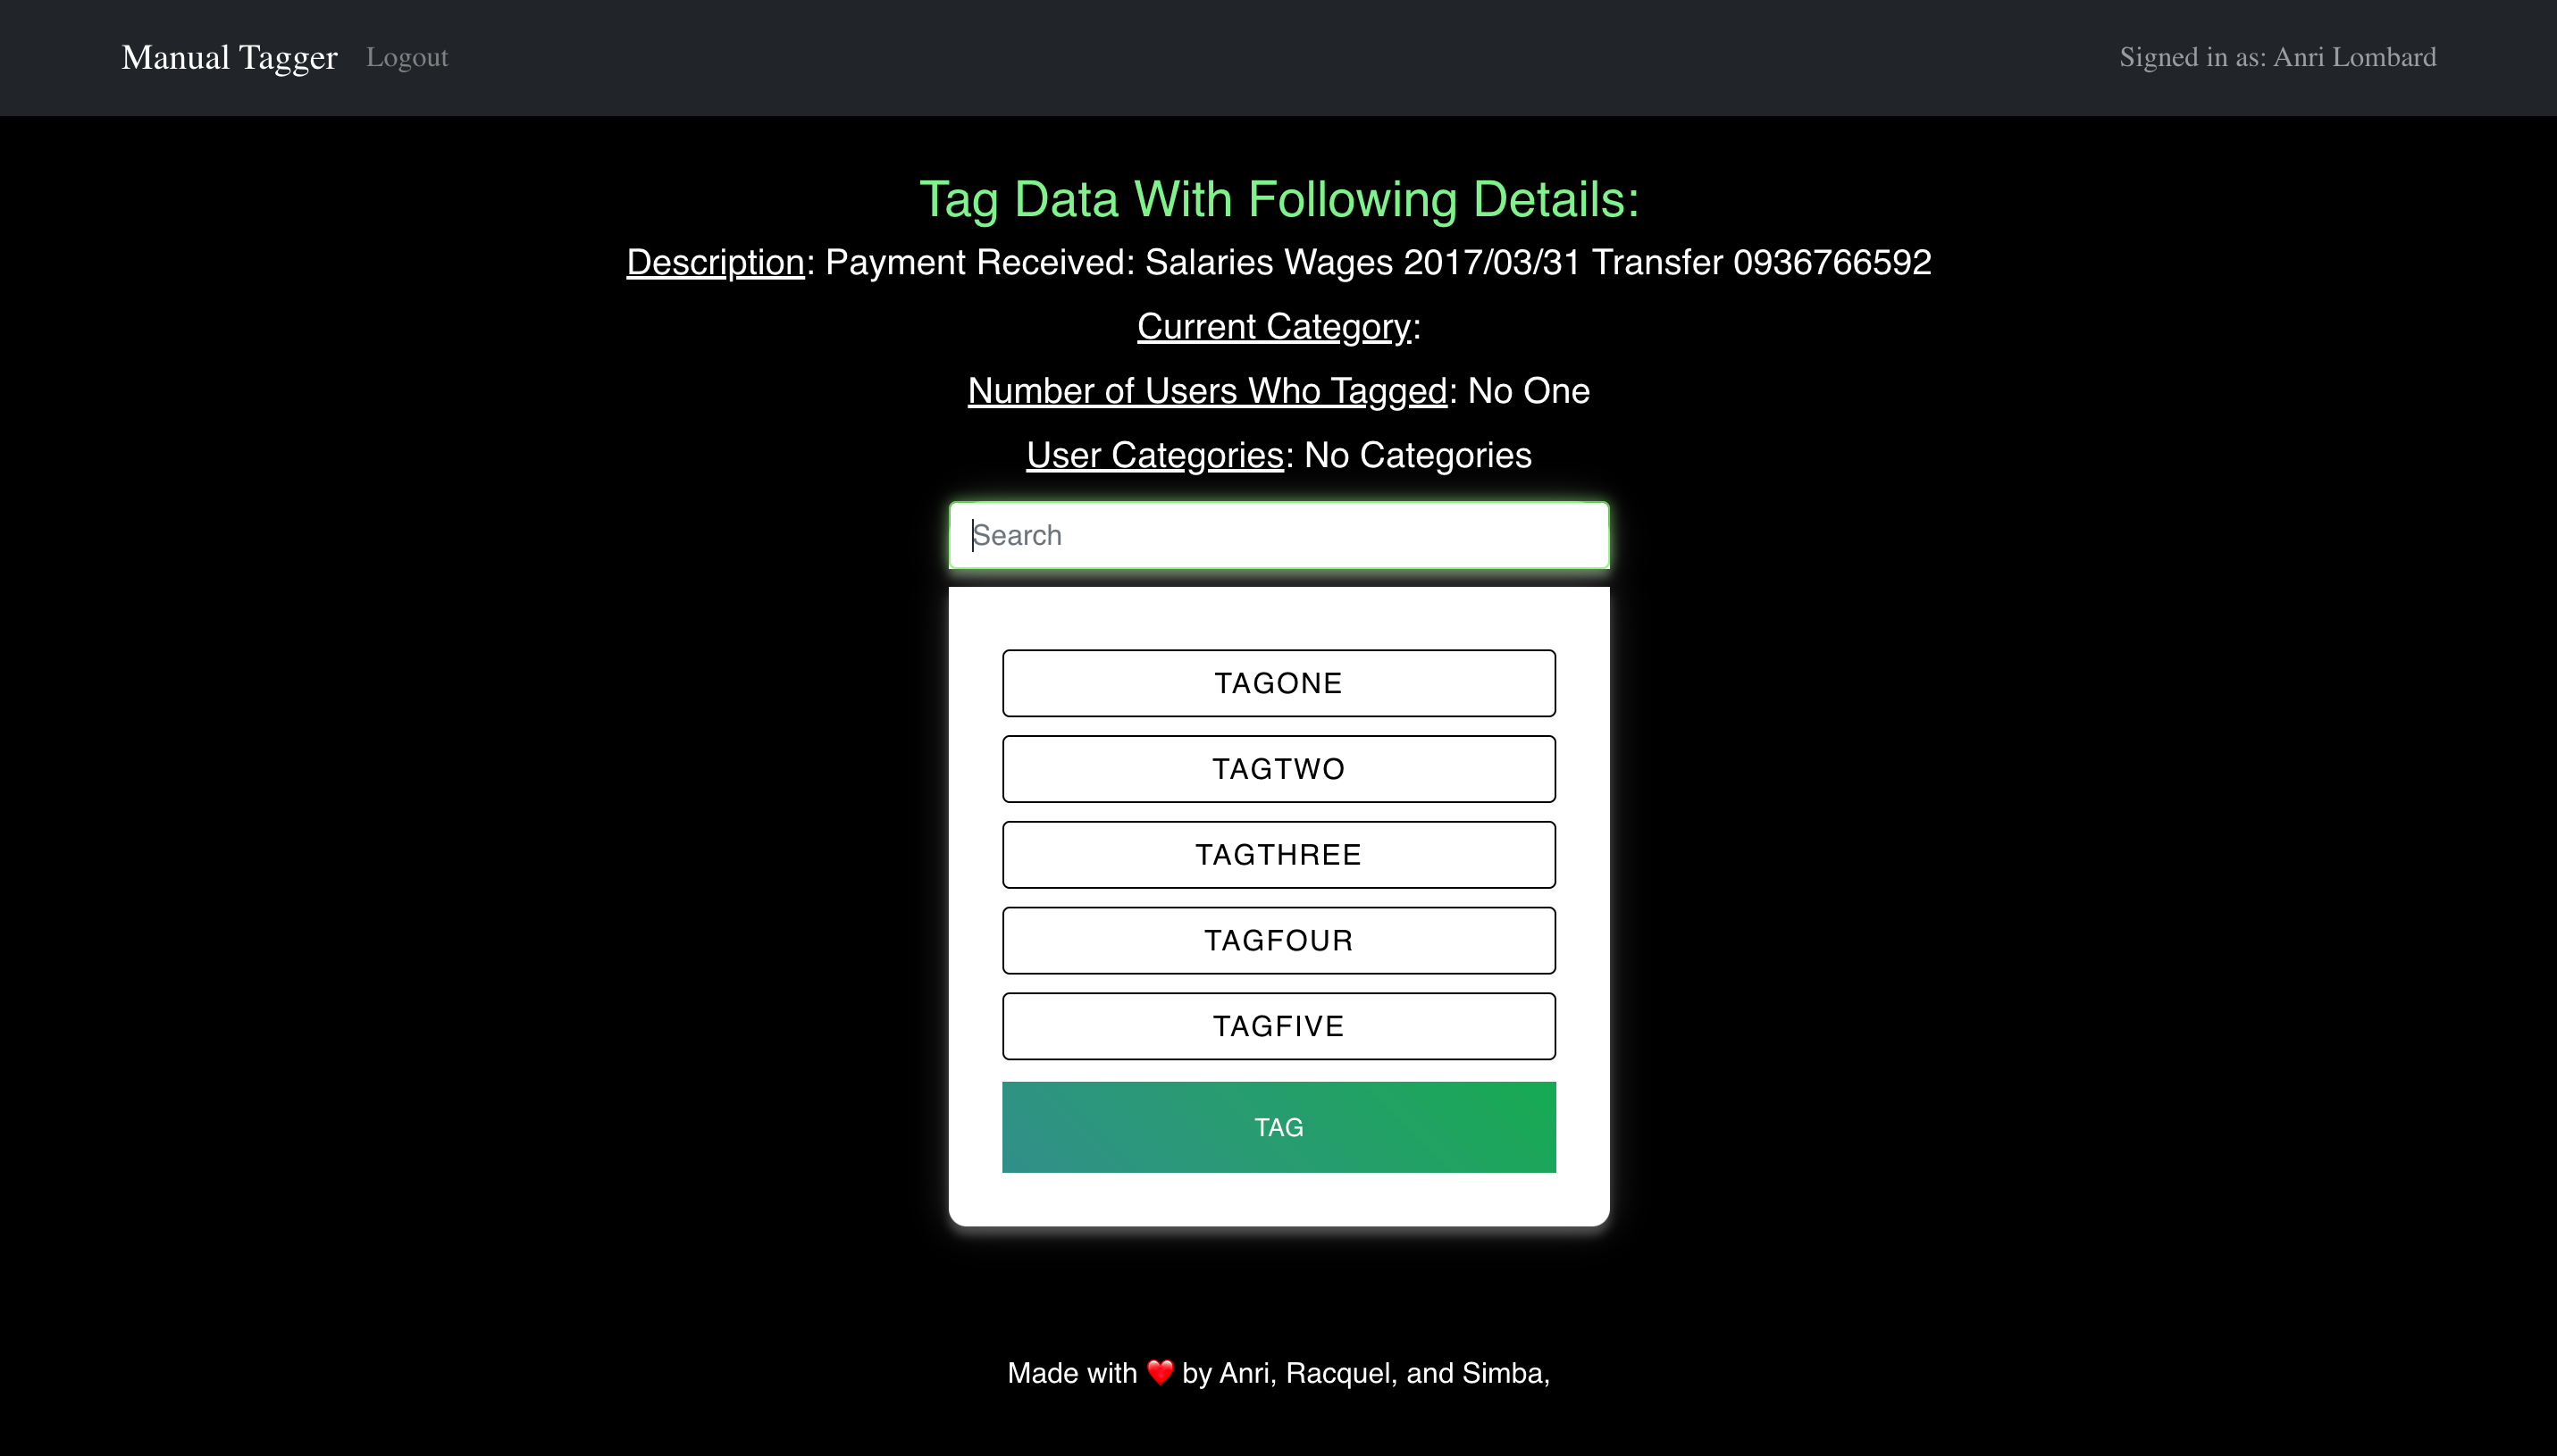 Manual Tagger Logout Signed in as: Anri Lombard
Tag Data With Following Details:
Description: Payment Received: Salaries Wages 2017/03/31 Transfer 0936766592
Current Category:
Number of Users Who Tagged: No One
User Categories: No Categories
Search
TAGONE
TAGTWO
TAGTHREE
TAGFOUR
TAGFIVE
TAG
Made with ❤️ by Anri, Racquel, and Simba,